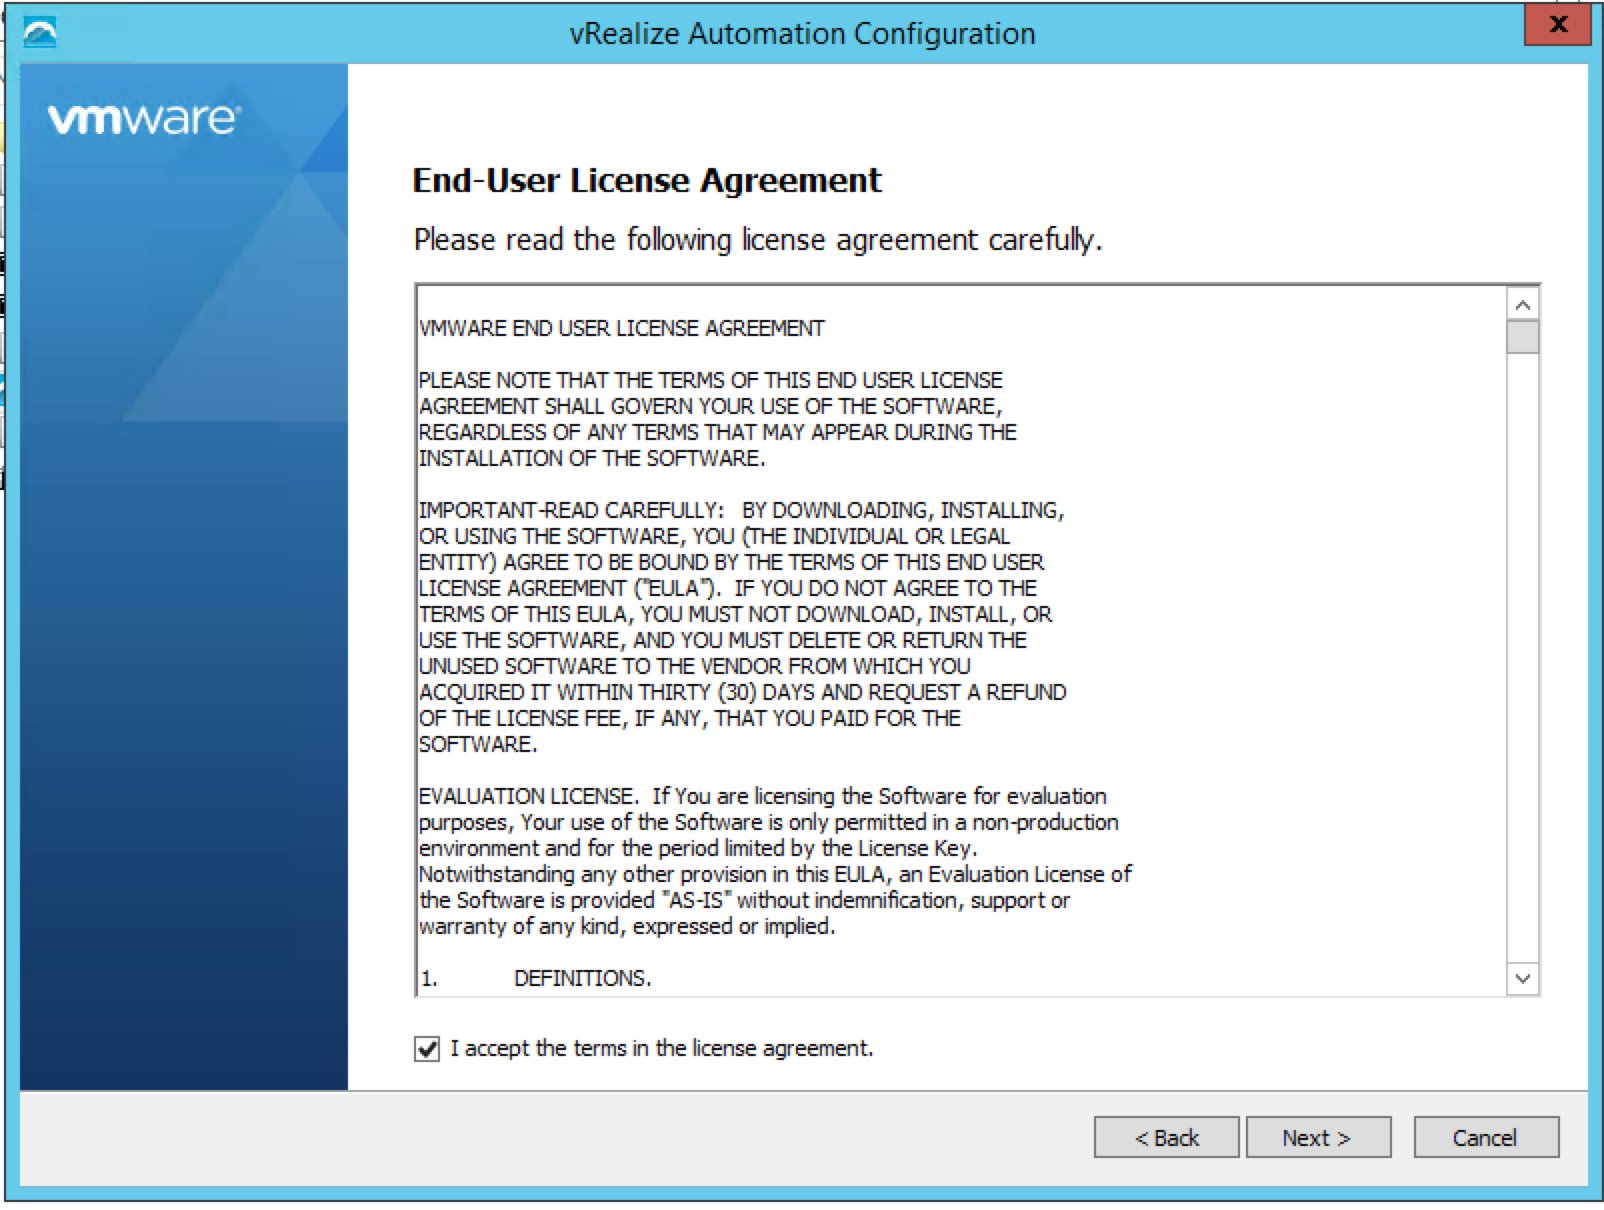 vRealize Automation Configuration
x
vmware
End-User License Agreement
Please read the following license agreement carefully.
VMWARE END USER LICENSE AGREEMENT
PLEASE NOTE THAT THE TERMS OF THIS END USER LICENSE
AGREEMENT SHALL GOVERN YOUR USE OF THE SOFTWARE,
REGARDLESS OF ANY TERMS THAT MAY APPEAR DURING THE
INSTALLATION OF THE SOFTWARE.
IMPORTANT-READ CAREFULLY:   BY DOWNLOADING, INSTALLING,
OR USING THE SOFTWARE, YOU (THE INDIVIDUAL OR LEGAL
ENTITY) AGREE TO BE BOUND BY THE TERMS OF THIS END USER
LICENSE AGREEMENT ("EULA").  IF YOU DO NOT AGREE TO THE
TERMS OF THIS EULA, YOU MUST NOT DOWNLOAD, INSTALL, OR
USE THE SOFTWARE, AND YOU MUST DELETE OR RETURN THE
UNUSED SOFTWARE TO THE VENDOR FROM WHICH YOU
ACQUIRED IT WITHIN THIRTY (30) DAYS AND REQUEST A REFUND
OF THE LICENSE FEE, IF ANY, THAT YOU PAID FOR THE
SOFTWARE.
EVALUATION LICENSE.  If You are licensing the Software for evaluation
purposes, Your use of the Software is only permitted in a non-production
environment and for the period limited by the License Key.
Notwithstanding any other provision in this EULA, an Evaluation License of
the Software is provided "AS-IS" without indemnification, support or
warranty of any kind, expressed or implied.
1.	DEFINITIONS.
I accept the terms in the license agreement.
< Back
Next >
Cancel